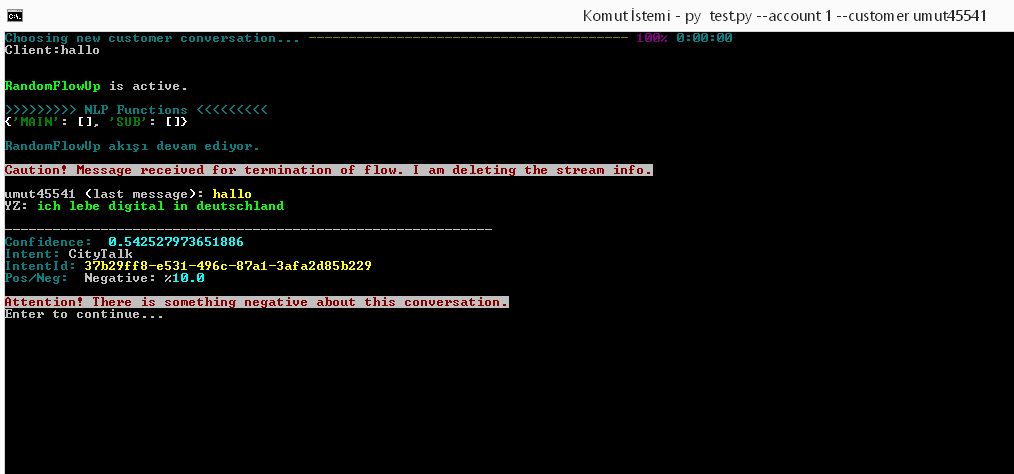 Komut İstemi - py test.py --account 1 --customer umut45541
Choosing new customer conversation... ---------------------------------------- 100% 0:00:00
Client:hallo
RandomFlowUp is active.
>>>>>>>>> NLP Functions <<<<<<<<<
{'MAIN': [], 'SUB': []}
RandomFlowUp akışı devam ediyor.
Caution! Message received for termination of flow. I am deleting the stream info.
umut45541 (last message): hallo
YZ: ich lebe digital in deutschland
-------------------------------------------------------------
Confidence:  0.542527973651886
Intent: CityTalk
IntentId: 37b29ff8-e531-496c-87a1-3afa2d85b229
Pos/Neg:  Negative: %10.0
Attention! There is something negative about this conversation.
Enter to continue...